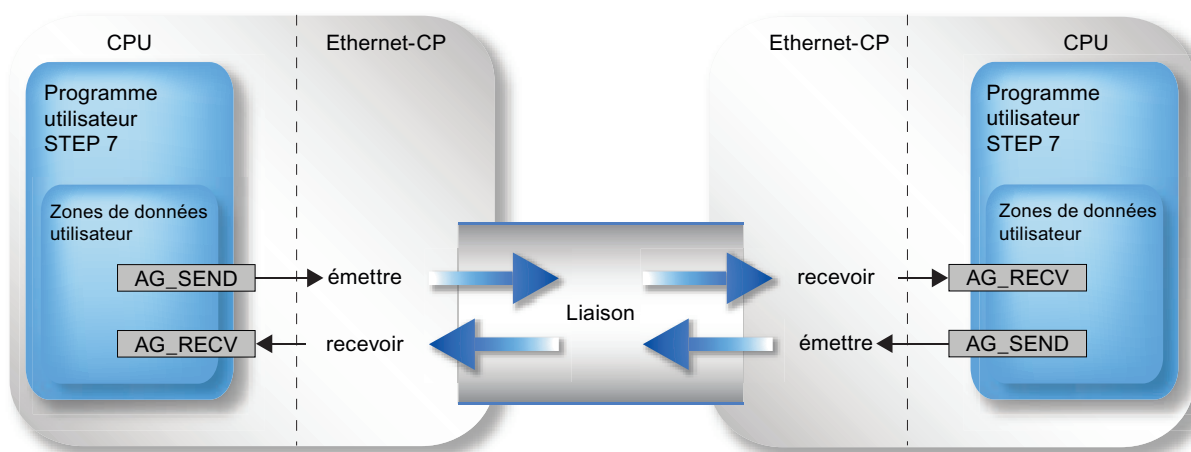 CPU
Ethernet-CP
Programme
utilisateur
STEP 7
Zones de données
utilisateur
AG_SEND
émettre
AG_RECV
recevoir
Liaison
Ethernet-CP
CPU
Programme
utilisateur
STEP 7
Zones de données
utilisateur
recevoir
AG_RECV
émettre
AG_SEND